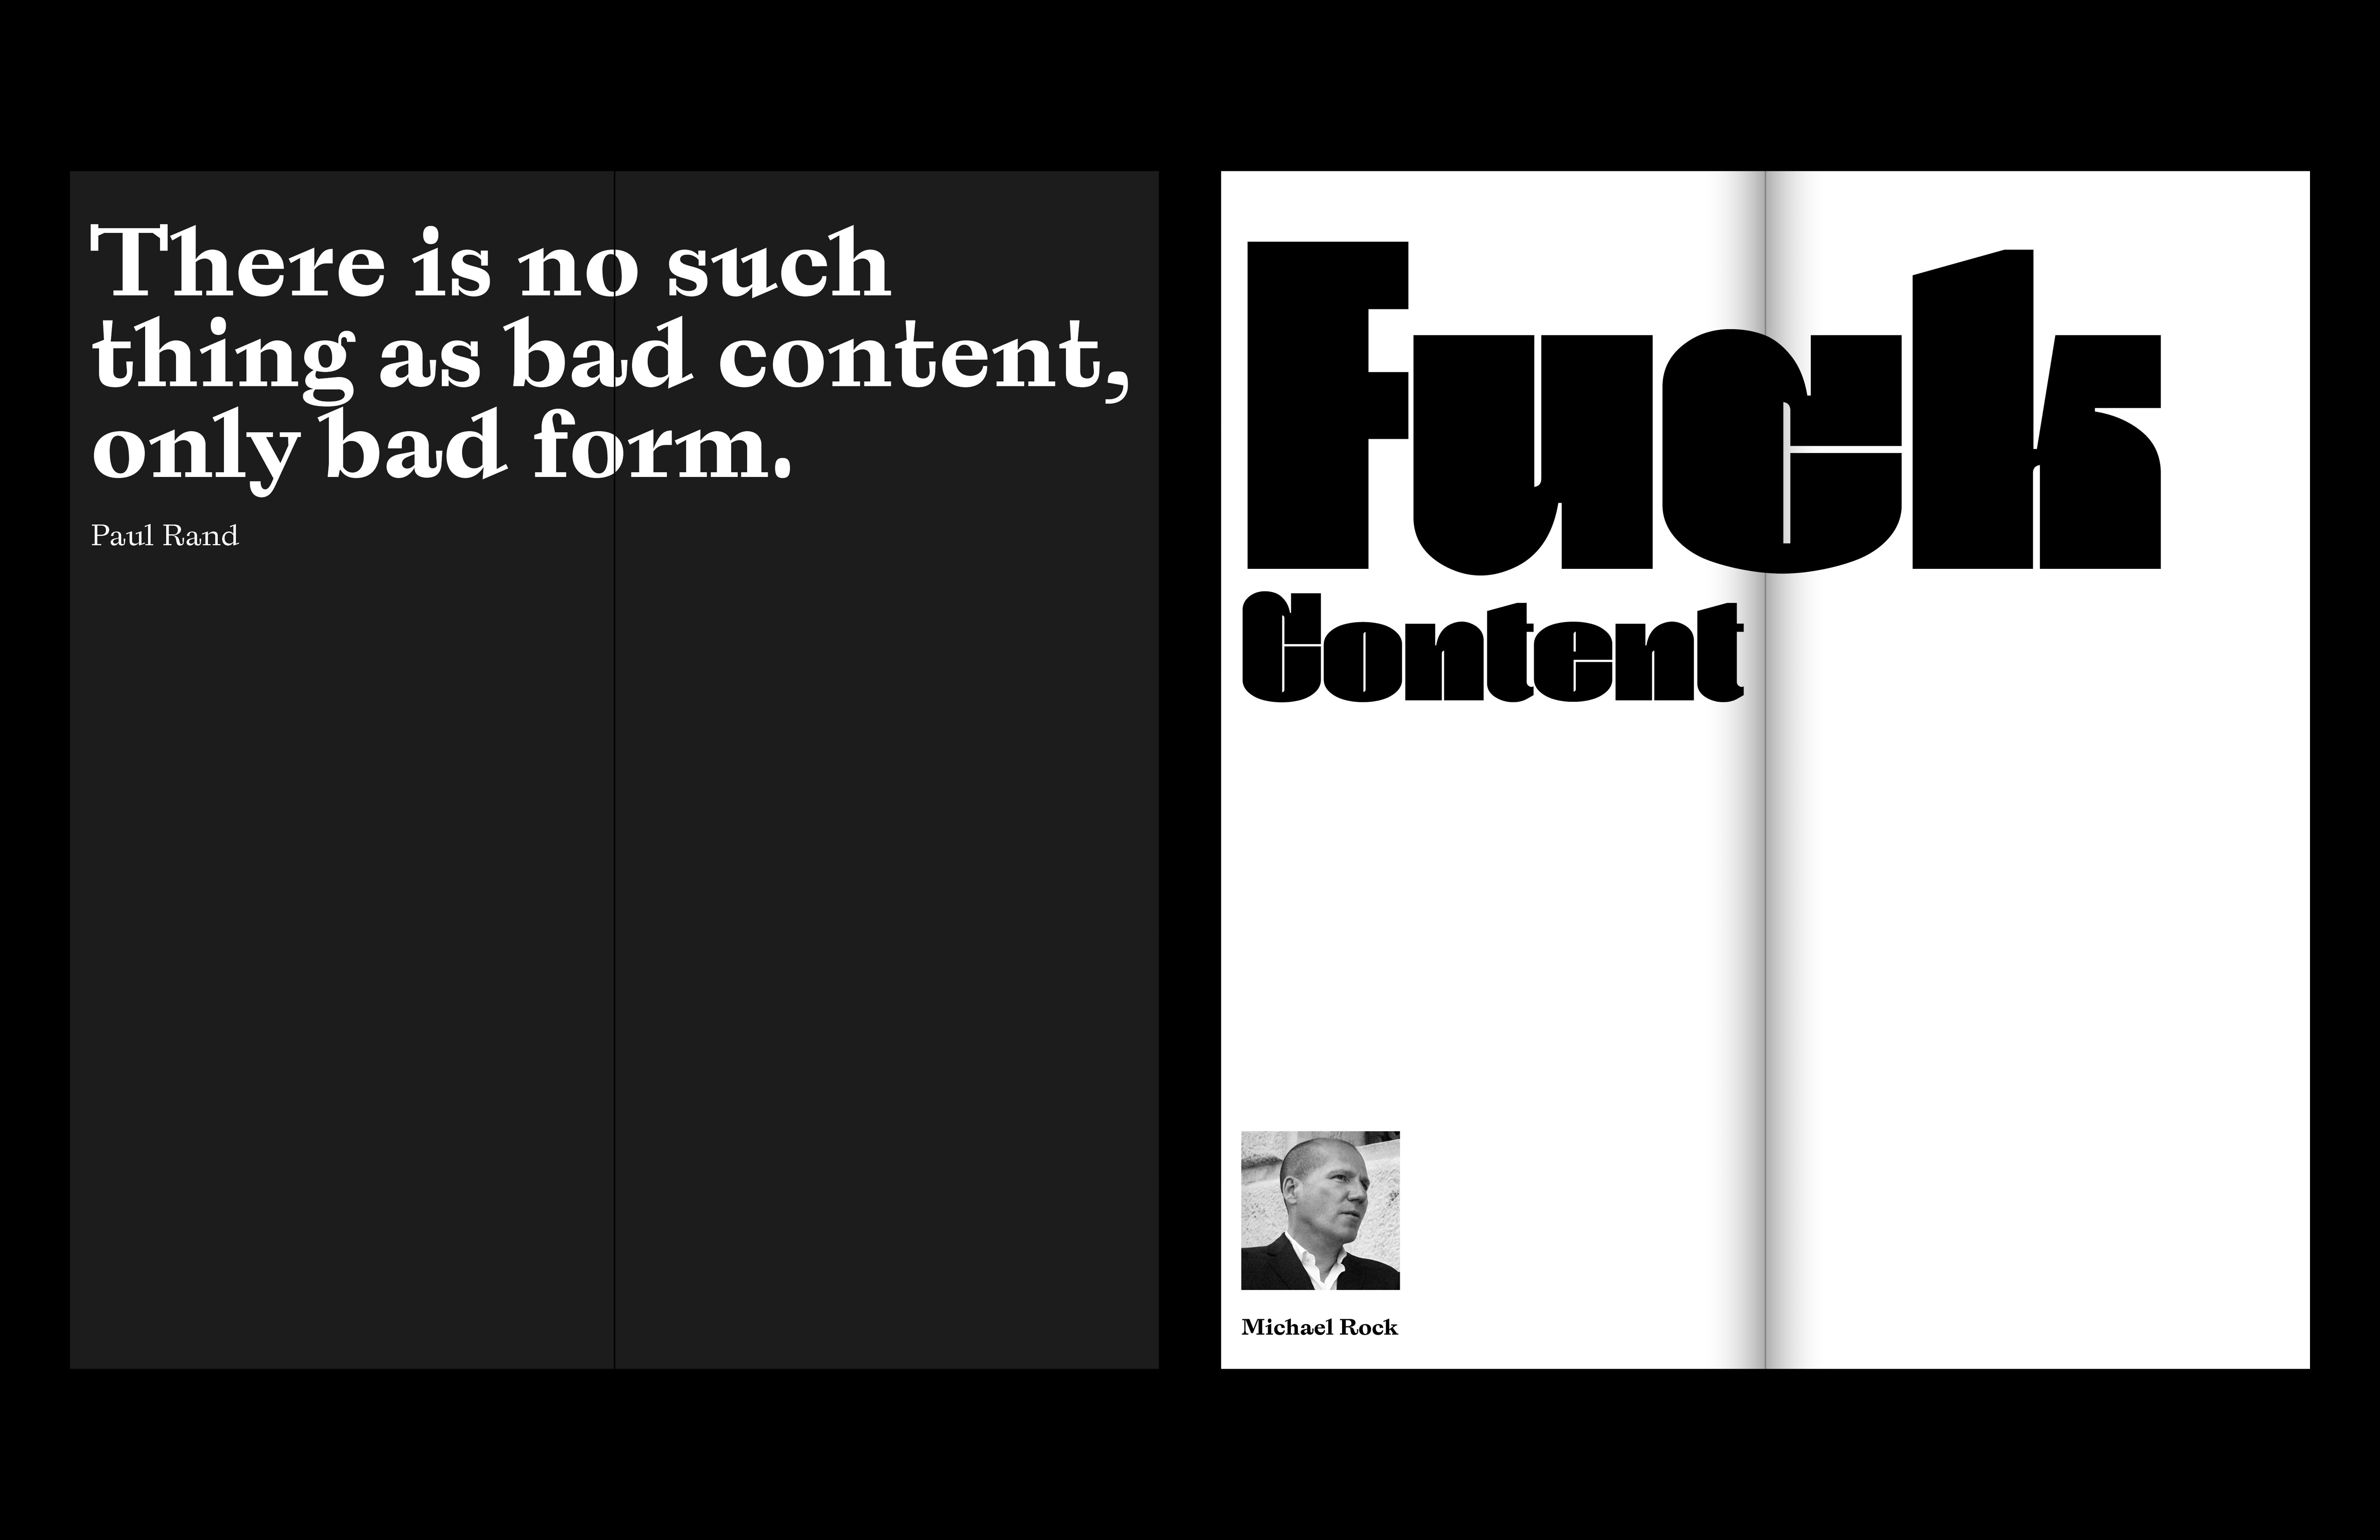 There is no such
thing as bad content,
only bad form.
Paul Rand
Fuck
Content
Michael Rock